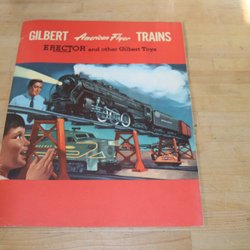 GILBERT American Flyer TRAINS
ERECTOR and other Gilbert Toys